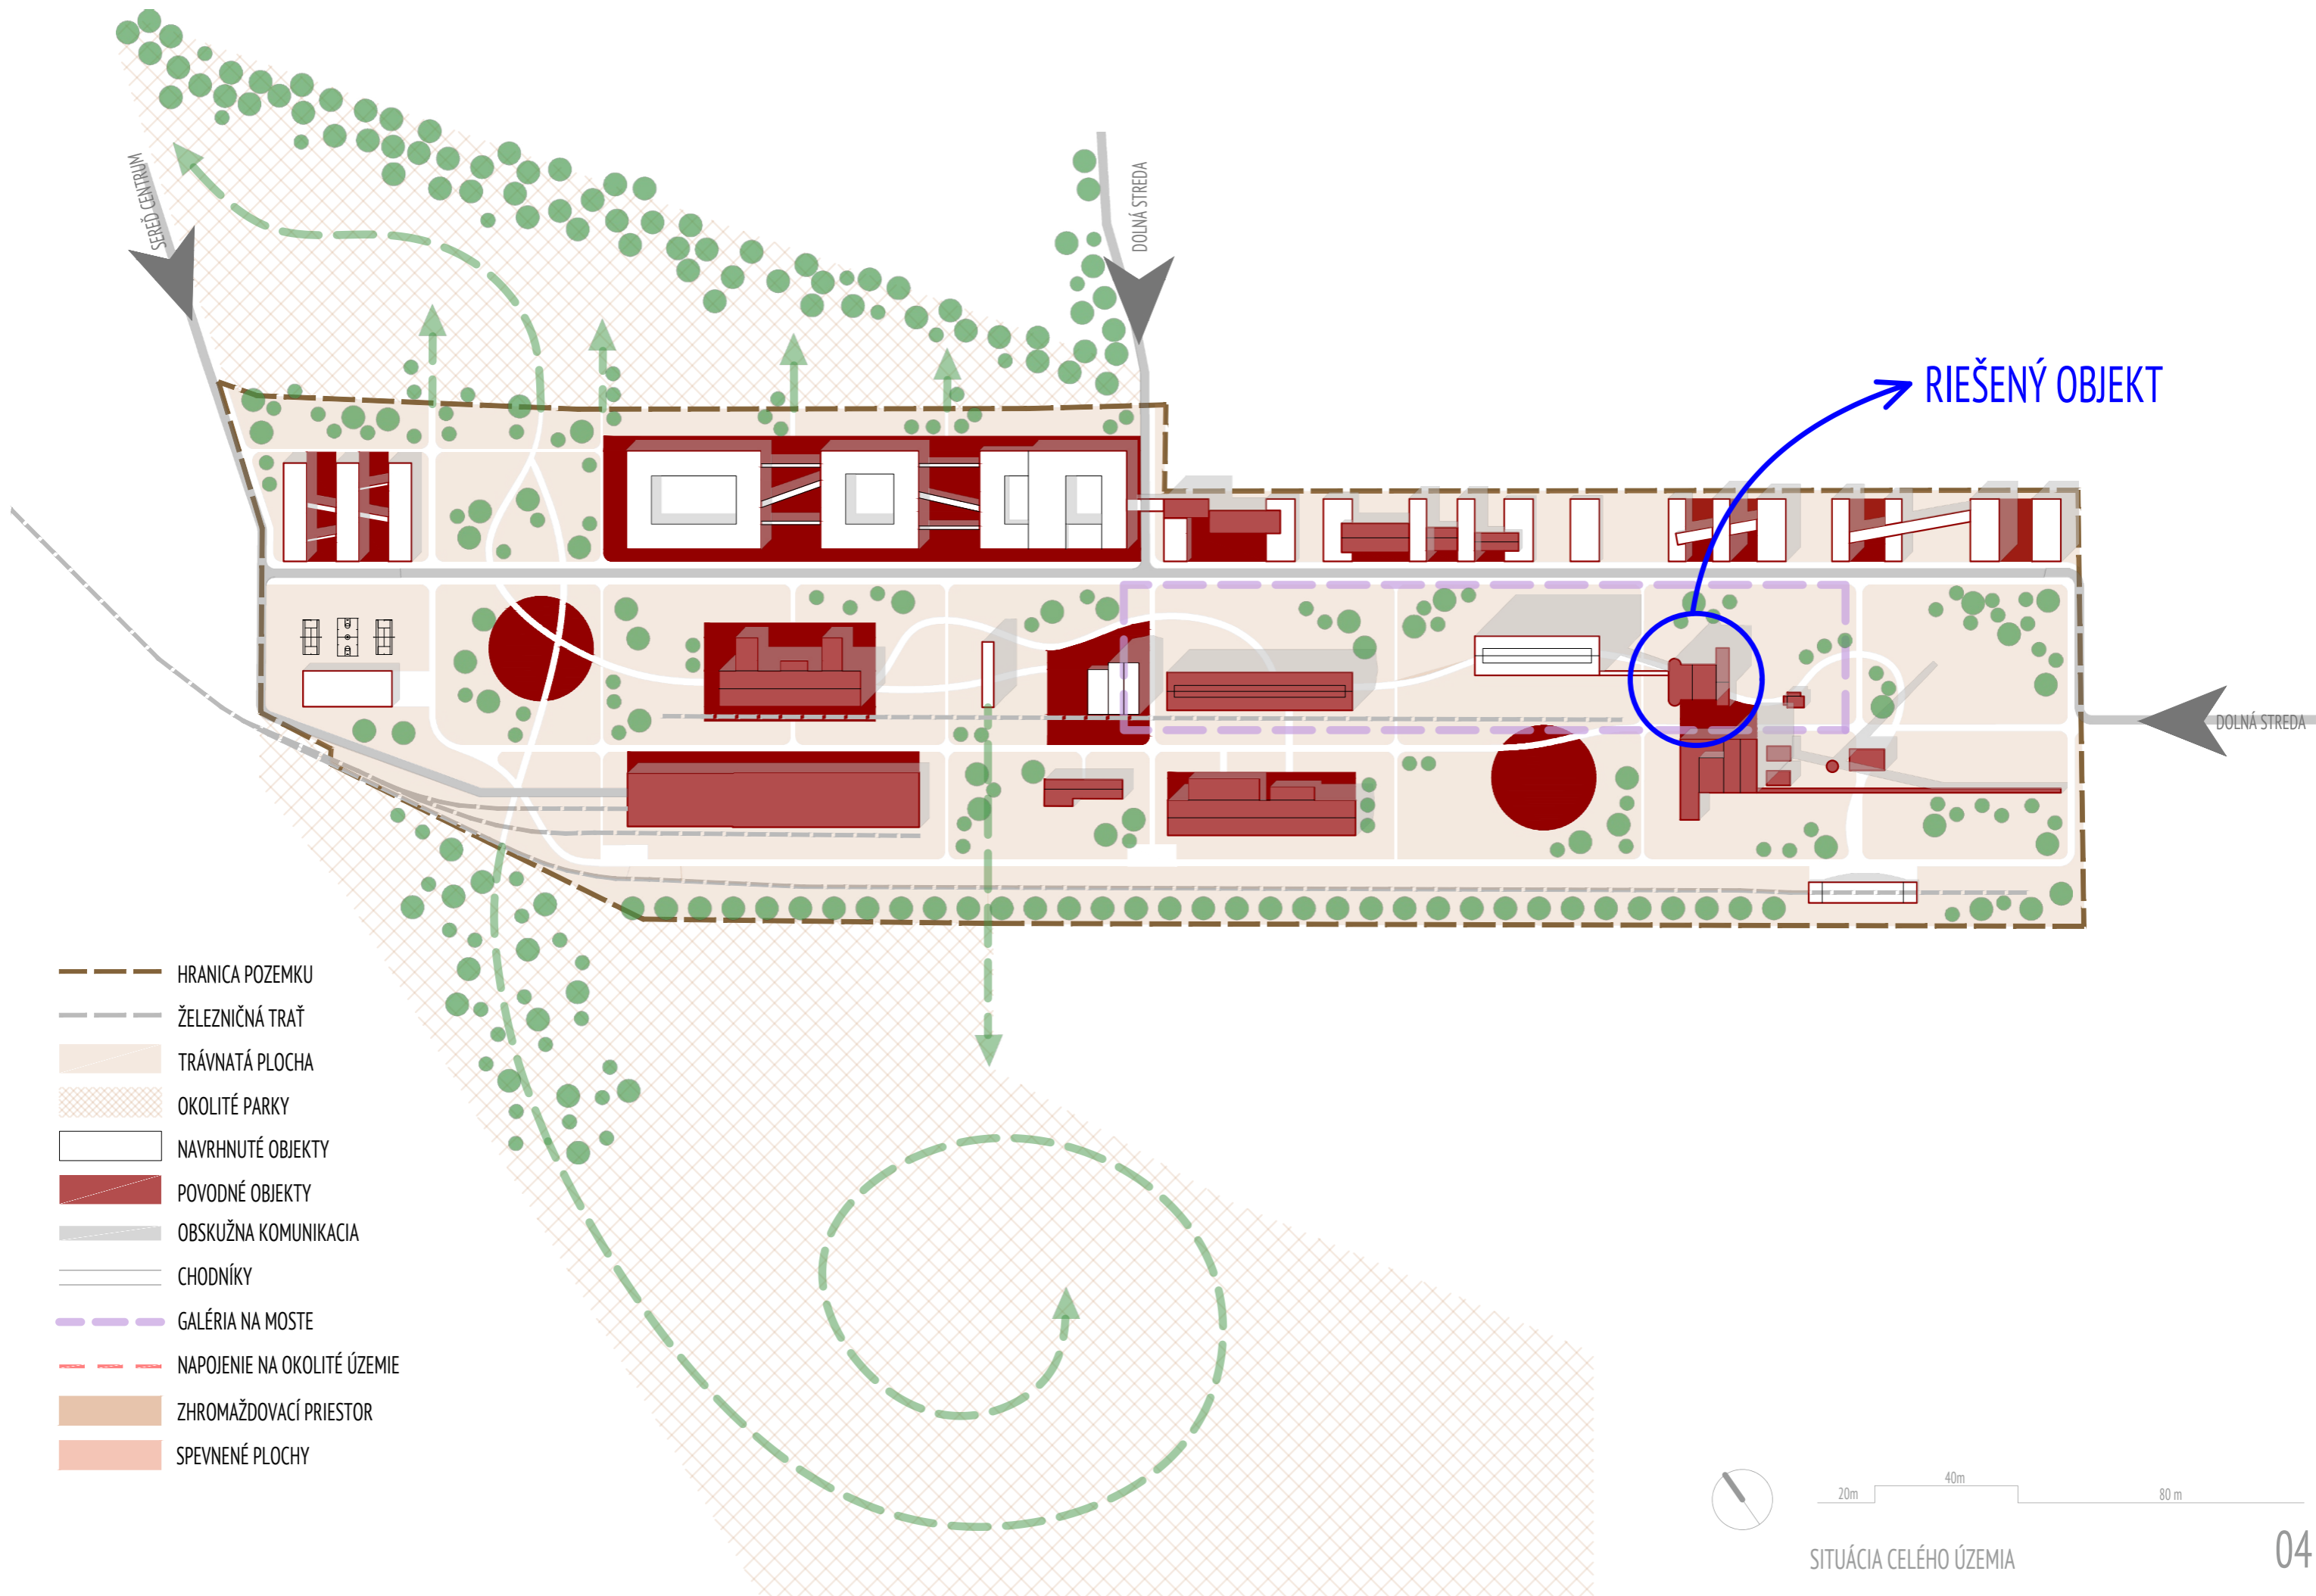 SEREĎ CENTRUM
DOLNÁ STREDA
RIEŠENÝ OBJEKT
DOLNÁ STREDA
HRANICA POZEMKU
ŽELEZNIČNÁ TRAŤ
TRÁVNATÁ PLOCHA
OKOLITÉ PARKY
NAVRHNUTÉ OBJEKTY
POVODNÉ OBJEKTY
OBSKUŽNA KOMUNIKACIA
CHODNÍKY
GALÉRIA NA MOSTE
NAPOJENIE NA OKOLITÉ ÚZEMIE
ZHROMAŽDOVACÍ PRIESTOR
SPEVNENÉ PLOCHY
20m
40m
80 m
SITUÁCIA CELÉHO ÚZEMIA
04